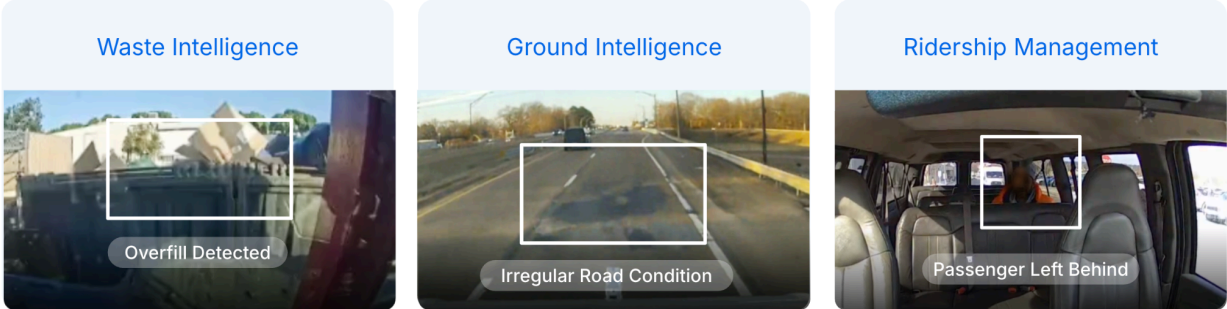 Waste Intelligence
Ground Intelligence
Ridership Management
Overfill Detected
Irregular Road Condition
Passenger Left Behind